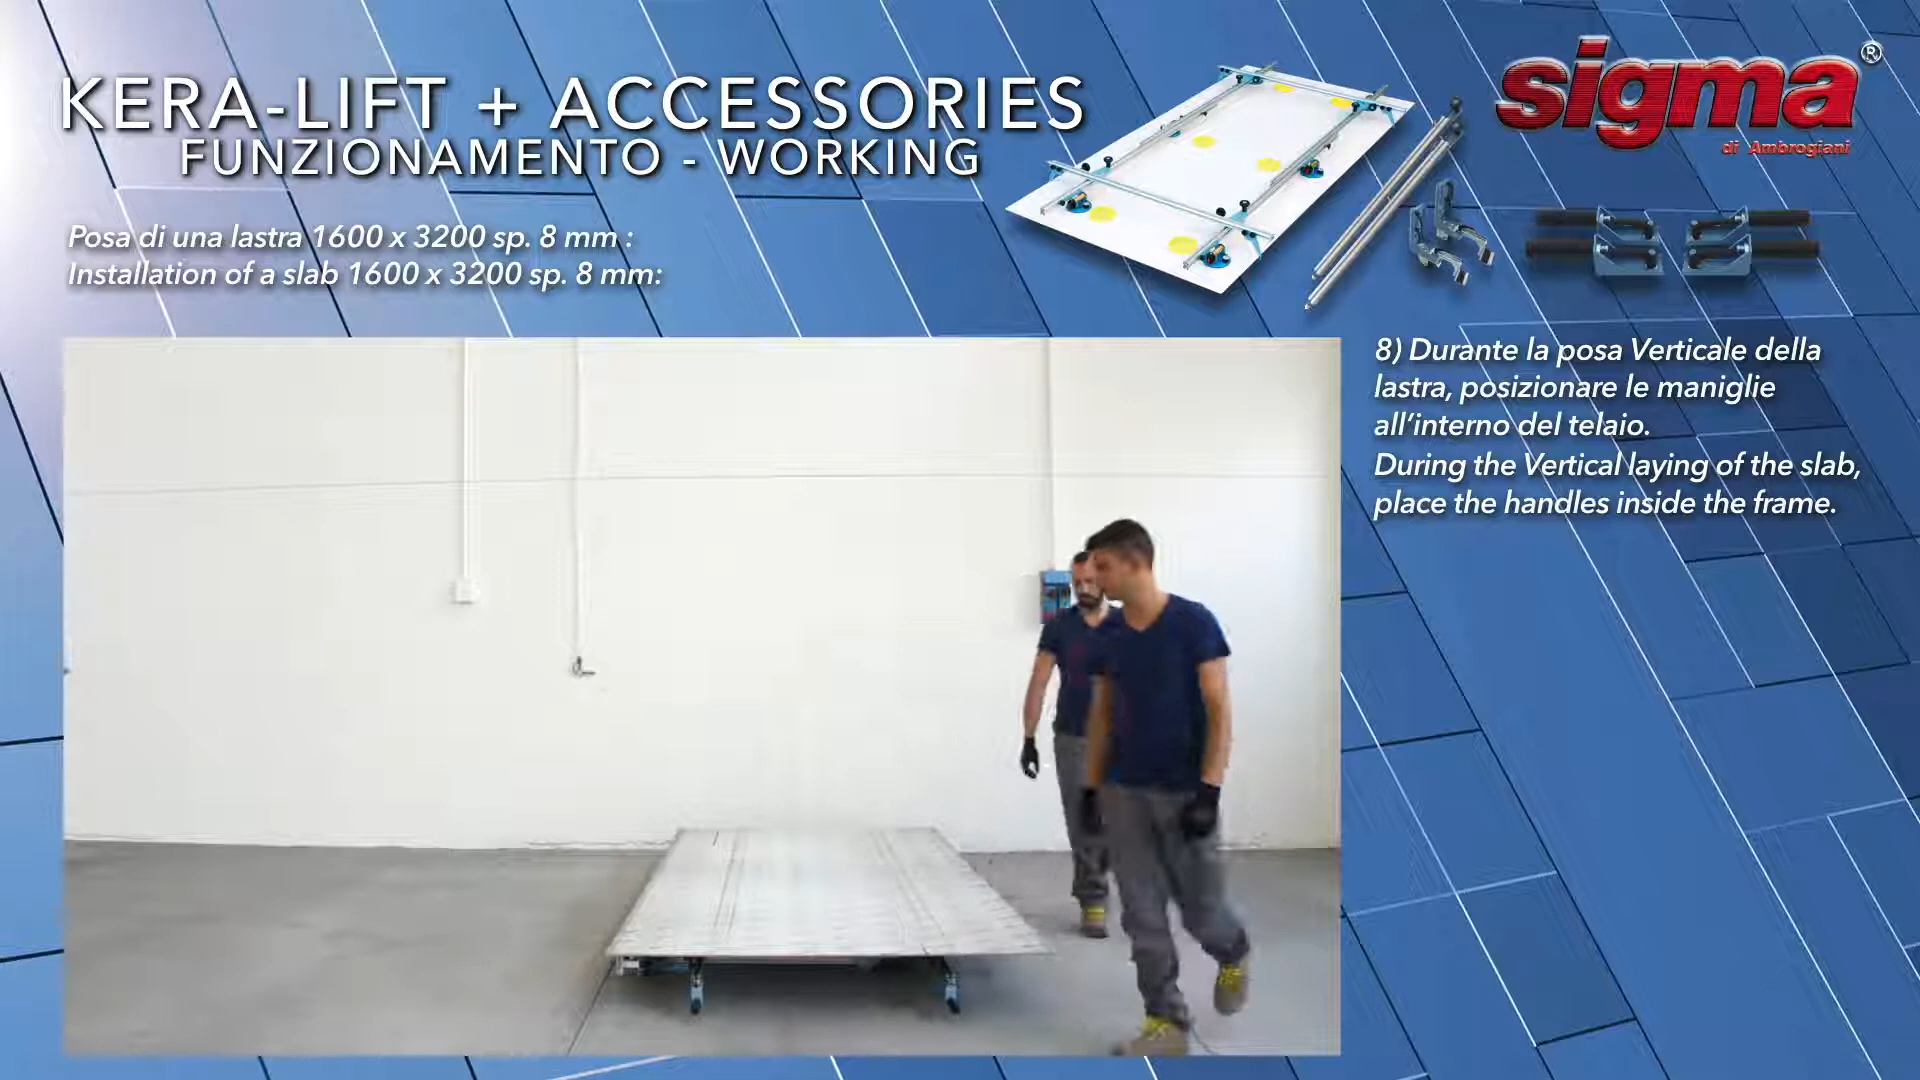 KERA-LIFT + ACCESSORIES
FUNZIONAMENTO - WORKING
sigma®
di Ambrogiani
Posa di una lastra 1600 x 3200 sp. 8 mm :
Installation of a slab 1600 x 3200 sp. 8 mm:
8) Durante la posa Verticale della
lastra, posizionare le maniglie
all’interno del telaio.
During the Vertical laying of the slab,
place the handles inside the frame.